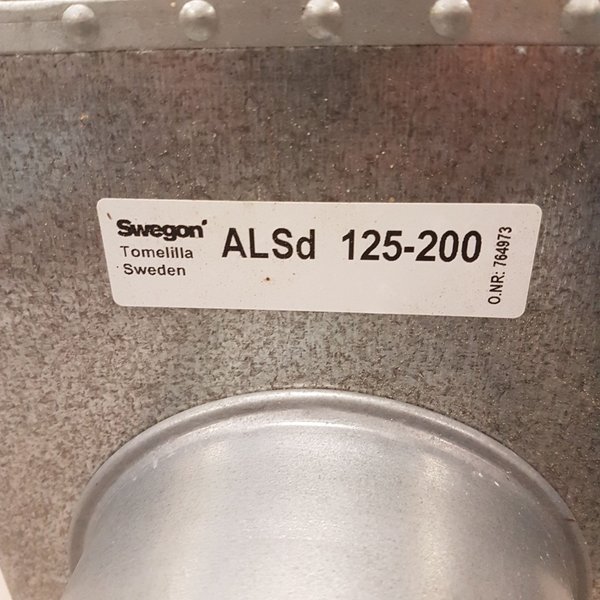 Swegon
Tomelilla
Sweden
ALSd 125-200
O.NR: 764973